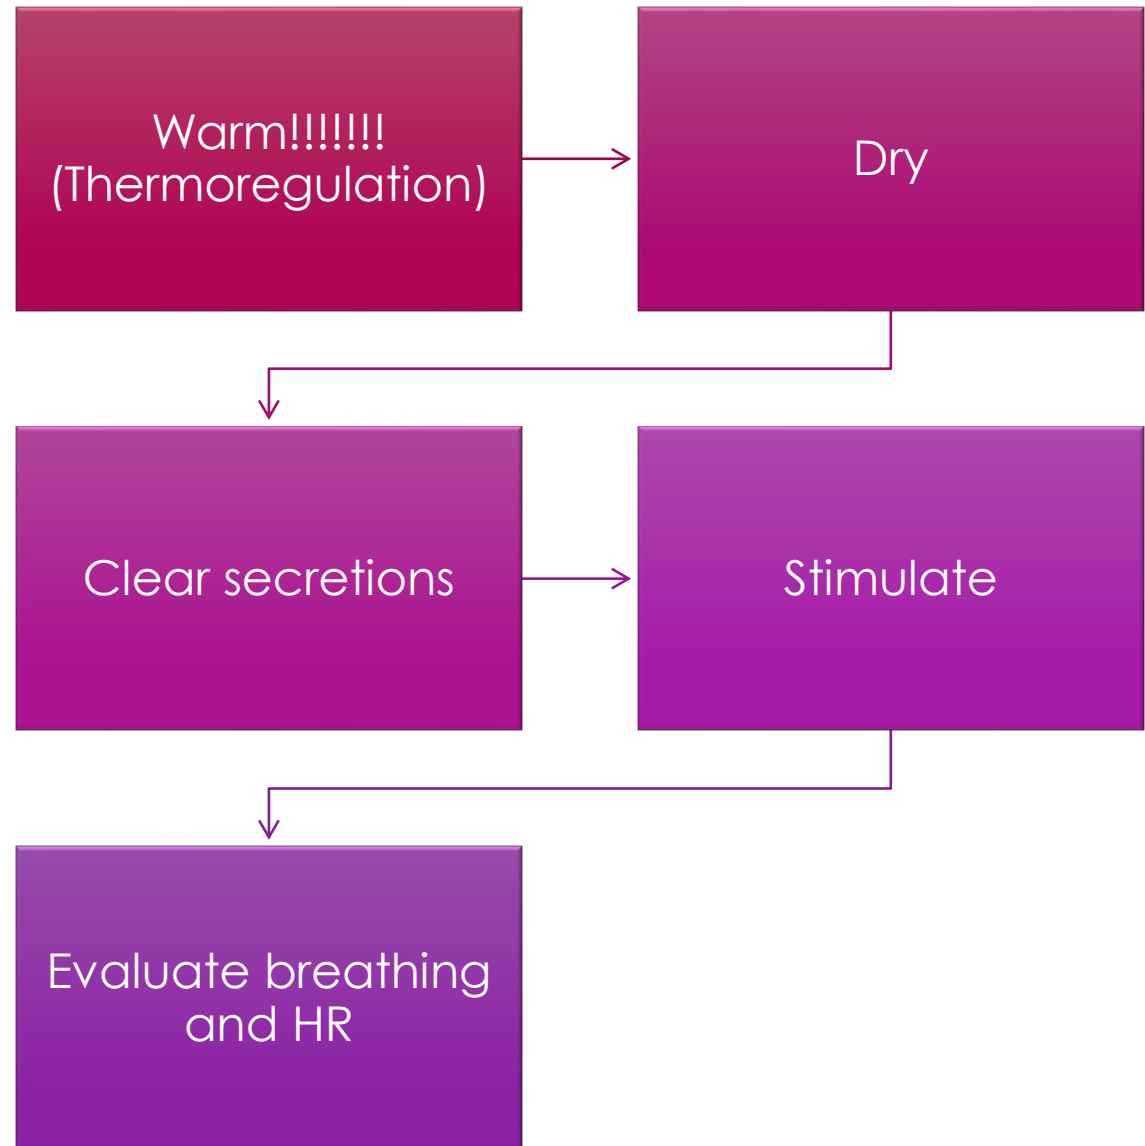 Warm!!!!!!!
(Thermoregulation)
Dry
Clear secretions
Stimulate
Evaluate breathing
and HR